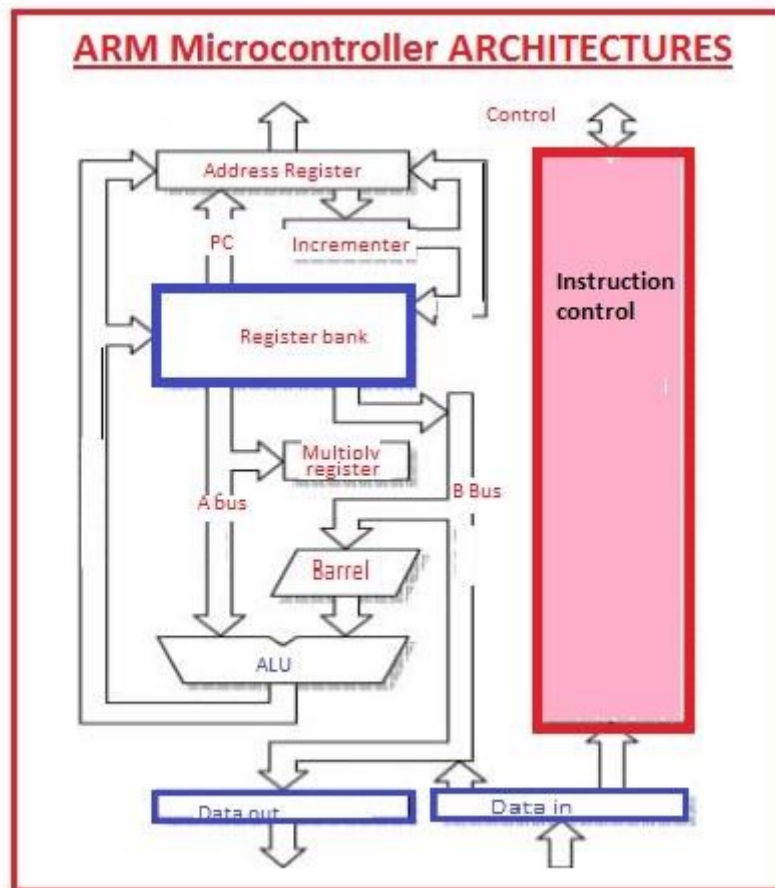 ARM Microcontroller ARCHITECTURES
Control
Address Register
PC
Incrementer
Instruction
control
Register bank
Multiply
register
A bus
B Bus
Barrel
ALU
Data out
Data in